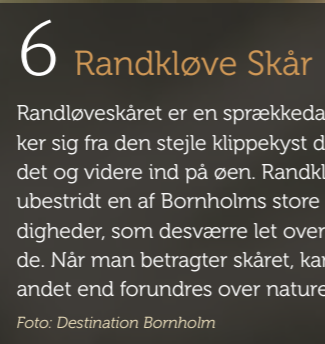 6 Randkløve Skår
Randløveskåret er en sprækkeda
ker sig fra den stejle klippekyst d
det og videre ind på øen. Randkl
ubestridt en af Bornholms store
digheder, som desværre let over
de. Når man betragter skåret, kan
andet end forundres over nature
Foto: Destination Bornholm